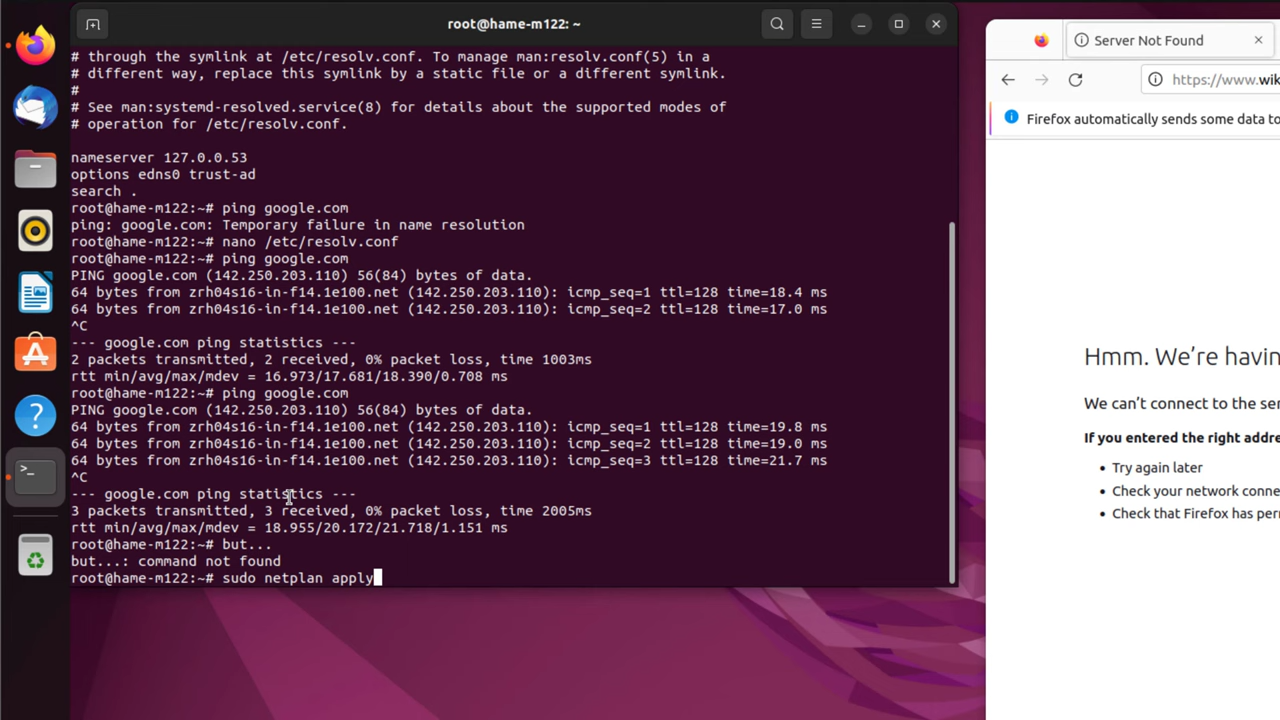 root@hame-m122: ~
# through the symlink at /etc/resolv.conf. To manage man:resolv.conf(5) in a
# different way, replace this symlink by a static file or a different symlink.
#
# See man:systemd-resolved.service(8) for details about the supported modes of
# operation for /etc/resolv.conf.
nameserver 127.0.0.53
options edns0 trust-ad
search .
root@hame-m122:~# ping google.com
ping: google.com: Temporary failure in name resolution
root@hame-m122:~# nano /etc/resolv.conf
root@hame-m122:~# ping google.com
PING google.com (142.250.203.110) 56(84) bytes of data.
64 bytes from zrh04s16-in-f14.1e100.net (142.250.203.110): icmp_seq=1 ttl=128 time=18.4 ms
64 bytes from zrh04s16-in-f14.1e100.net (142.250.203.110): icmp_seq=2 ttl=128 time=17.0 ms
^C
--- google.com ping statistics ---
2 packets transmitted, 2 received, 0% packet loss, time 1003ms
rtt min/avg/max/mdev = 16.973/17.681/18.390/0.708 ms
root@hame-m122:~# ping google.com
PING google.com (142.250.203.110) 56(84) bytes of data.
64 bytes from zrh04s16-in-f14.1e100.net (142.250.203.110): icmp_seq=1 ttl=128 time=19.8 ms
64 bytes from zrh04s16-in-f14.1e100.net (142.250.203.110): icmp_seq=2 ttl=128 time=19.0 ms
64 bytes from zrh04s16-in-f14.1e100.net (142.250.203.110): icmp_seq=3 ttl=128 time=21.7 ms
^C
--- google.com ping statistics ---
3 packets transmitted, 3 received, 0% packet loss, time 2005ms
rtt min/avg/max/mdev = 18.955/20.172/21.718/1.151 ms
root@hame-m122:~# but...
but...: command not found
root@hame-m122:~# sudo netplan apply
Server Not Found
https://www.wik
Firefox automatically sends some data to
Hmm. We're havin
We can't connect to the ser
If you entered the right addre
• Try again later
• Check your network conne
• Check that Firefox has per